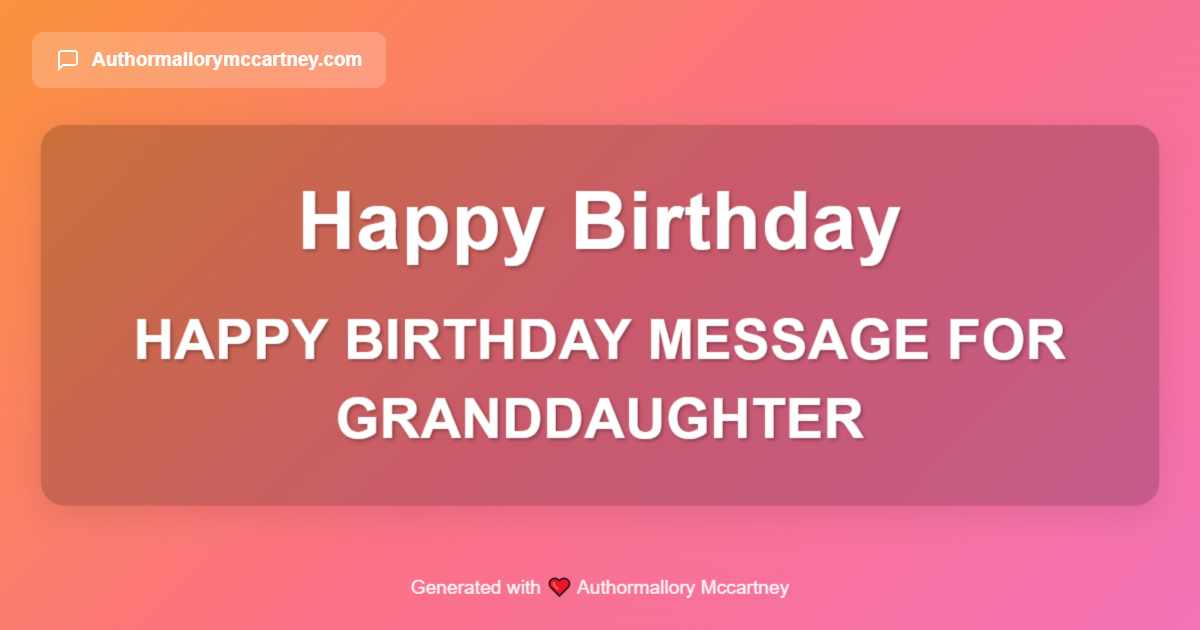 Authormallorymccartney.com
Happy Birthday
HAPPY BIRTHDAY MESSAGE FOR
GRANDDAUGHTER
Generated with ❤️ Authormallory Mccartney